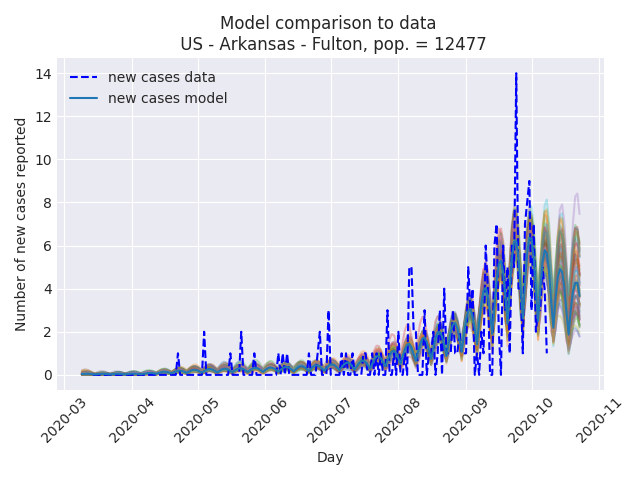 Model comparison to data
US - Arkansas - Fulton, pop. = 12477
new cases data
new cases model
Number of new cases reported
14
12
10
8
6
4
2
0
2020-03
2020-04
2020-05
2020-06
2020-07
2020-08
2020-09
2020-10
2020-11
Day